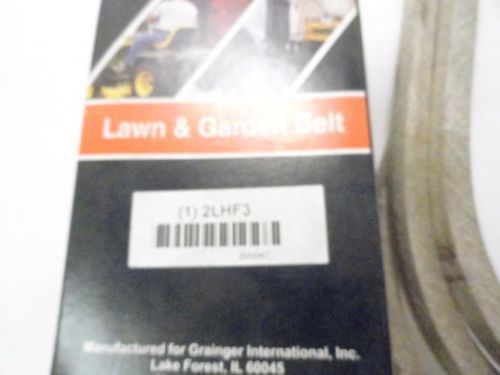 Lawn & Garden Belt
(1) 2LHF3
Manufactured for Grainger International, Inc.
Lake Forest, IL 60045